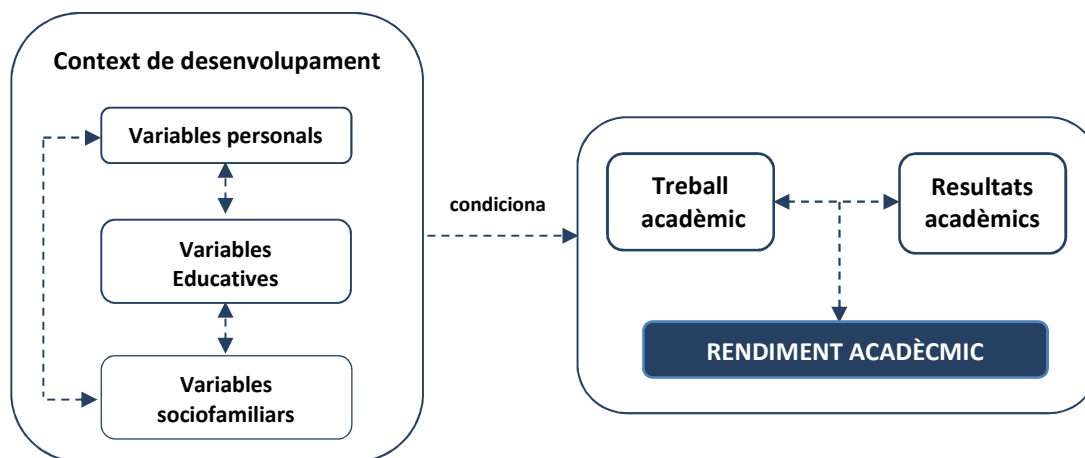 Context de desenvolupament
Variables personals
Variables
Educatives
Variables
sociofamiliars
condiciona
Treball
acadèmic
Resultats
acadèmics
RENDIMENT ACADÈCMIC